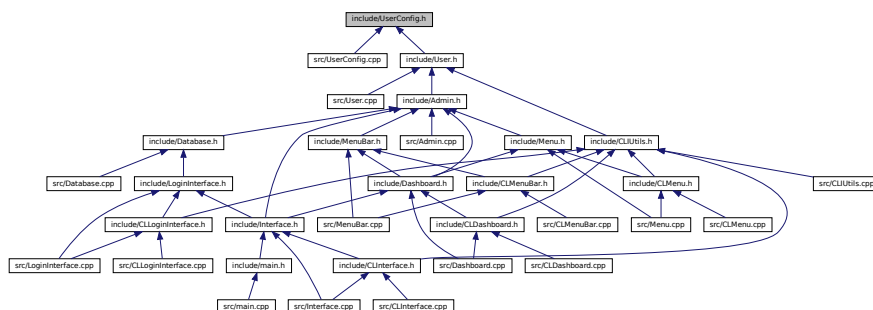 include/UserConfig.h
src/UserConfig.cpp
include/User.h
src/User.cpp
include/Admin.h
include/Database.h
include/MenuBar.h
src/Admin.cpp
include/Menu.h
include/CLIUtils.h
src/Database.cpp
include/LoginInterface.h
include/Dashboard.h
include/CLMenuBar.h
include/CLMenu.h
src/CLIUtils.cpp
include/CLLoginInterface.h
include/Interface.h
src/MenuBar.cpp
include/CLDashboard.h
src/CLMenuBar.cpp
src/Menu.cpp
src/CLMenu.cpp
src/LoginInterface.cpp
src/CLLoginInterface.cpp
include/main.h
include/CLInterface.h
src/Dashboard.cpp
src/CLDashboard.cpp
src/main.cpp
src/Interface.cpp
src/CLInterface.cpp